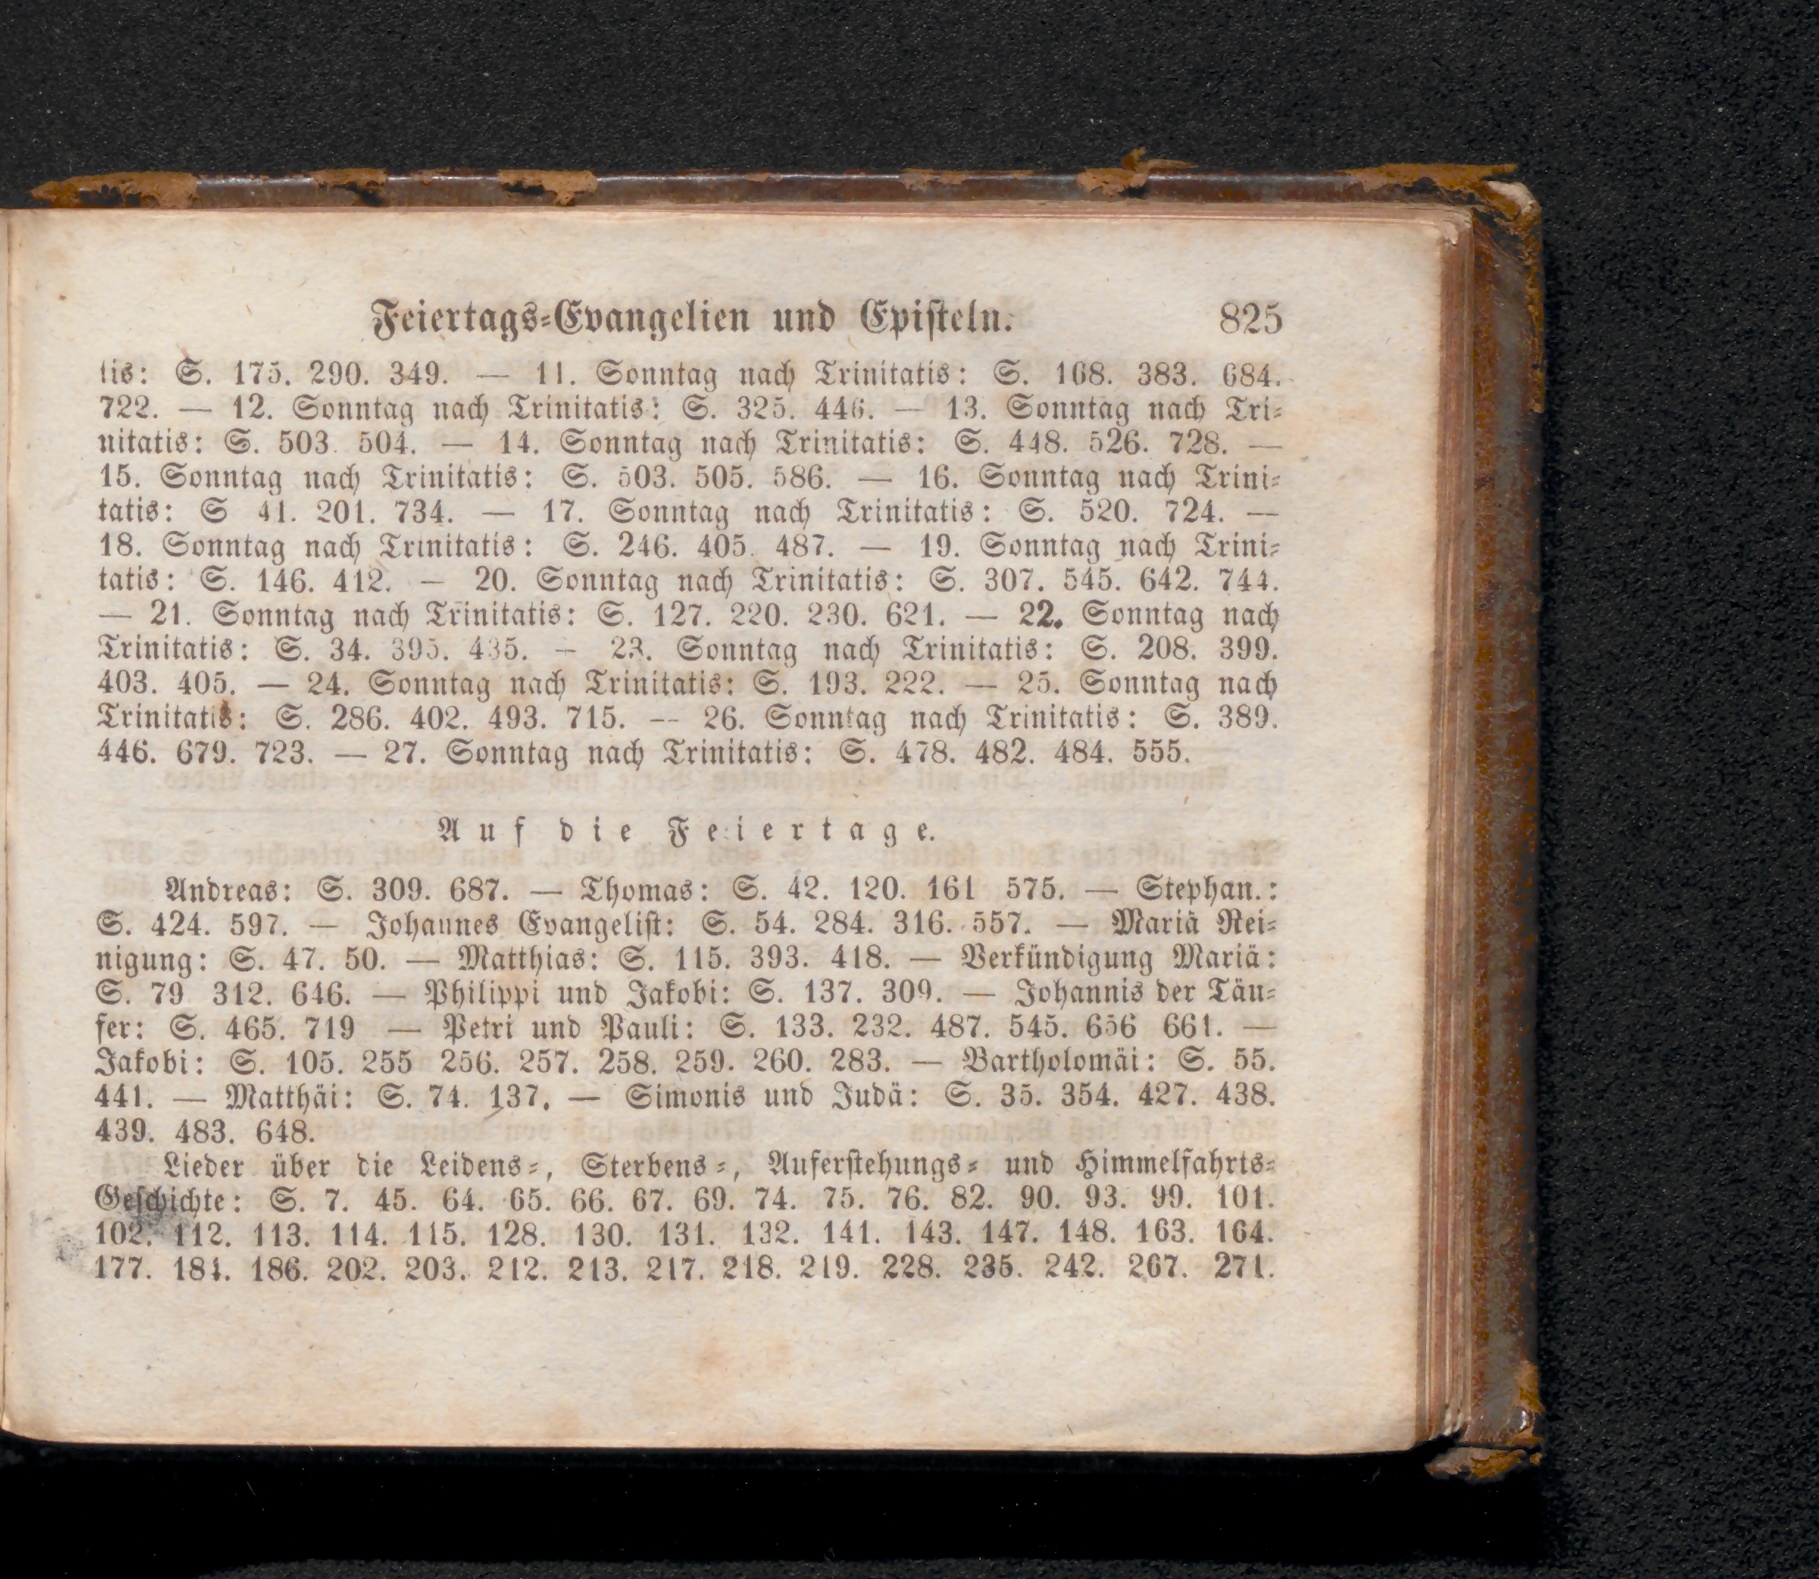 Feiertags-Evangelien und Episteln. 825
tis: S. 175. 290. 349. — 11. Sonntag nach Trinitatis: S. 168. 383. 684.
722. — 12. Sonntag nach Trinitatis: S. 325. 446. — 13. Sonntag nach Tri-
nitatis: S. 503. 504. — 14. Sonntag nach Trinitatis: S. 448. 526. 728. —
15. Sonntag nach Trinitatis: S. 503. 505. 586. — 16. Sonntag nach Trini-
tatis: S 41. 201. 734. — 17. Sonntag nach Trinitatis: S. 520. 724. —
18. Sonntag nach Trinitatis: S. 246. 405. 487. — 19. Sonntag nach Trini-
tatis: S. 146. 412. — 20. Sonntag nach Trinitatis: S. 307. 545. 642. 744.
— 21. Sonntag nach Trinitatis: S. 127. 220. 230. 621. — 22. Sonntag nach
Trinitatis: S. 34. 395. 435. — 23. Sonntag nach Trinitatis: S. 208. 399.
403. 405. — 24. Sonntag nach Trinitatis: S. 193. 222. — 25. Sonntag nach
Trinitatis: S. 286. 402. 493. 715. — 26. Sonntag nach Trinitatis: S. 389.
446. 679. 723. — 27. Sonntag nach Trinitatis: S. 478. 482. 484. 555.
Auf die Feiertage.
Andreas: S. 309. 687. — Thomas: S. 42. 120. 161 575. — Stephan.:
S. 424. 597. — Johannes Evangelist: S. 54. 284. 316. 557. — Mariä Rei-
nigung: S. 47. 50. — Matthias: S. 115. 393. 418. — Verkündigung Mariä:
S. 79 312. 646. — Philippi und Jakobi: S. 137. 309. — Johannis der Täu-
fer: S. 465. 719 — Petri und Pauli: S. 133. 232. 487. 545. 656 661. —
Jakobi: S. 105. 255 256. 257. 258. 259. 260. 283. — Bartholomäi: S. 55.
441. — Matthäi: S. 74. 137. — Simonis und Judä: S. 35. 354. 427. 438.
439. 483. 648.
Lieder über die Leidens-, Sterbens-, Auferstehungs- und Himmelfahrts-
Geschichte: S. 7. 45. 64. 65. 66. 67. 69. 74. 75. 76. 82. 90. 93. 99. 101.
102. 112. 113. 114. 115. 128. 130. 131. 132. 141. 143. 147. 148. 163. 164.
177. 184. 186. 202. 203. 212. 213. 217. 218. 219. 228. 235. 242. 267. 271.